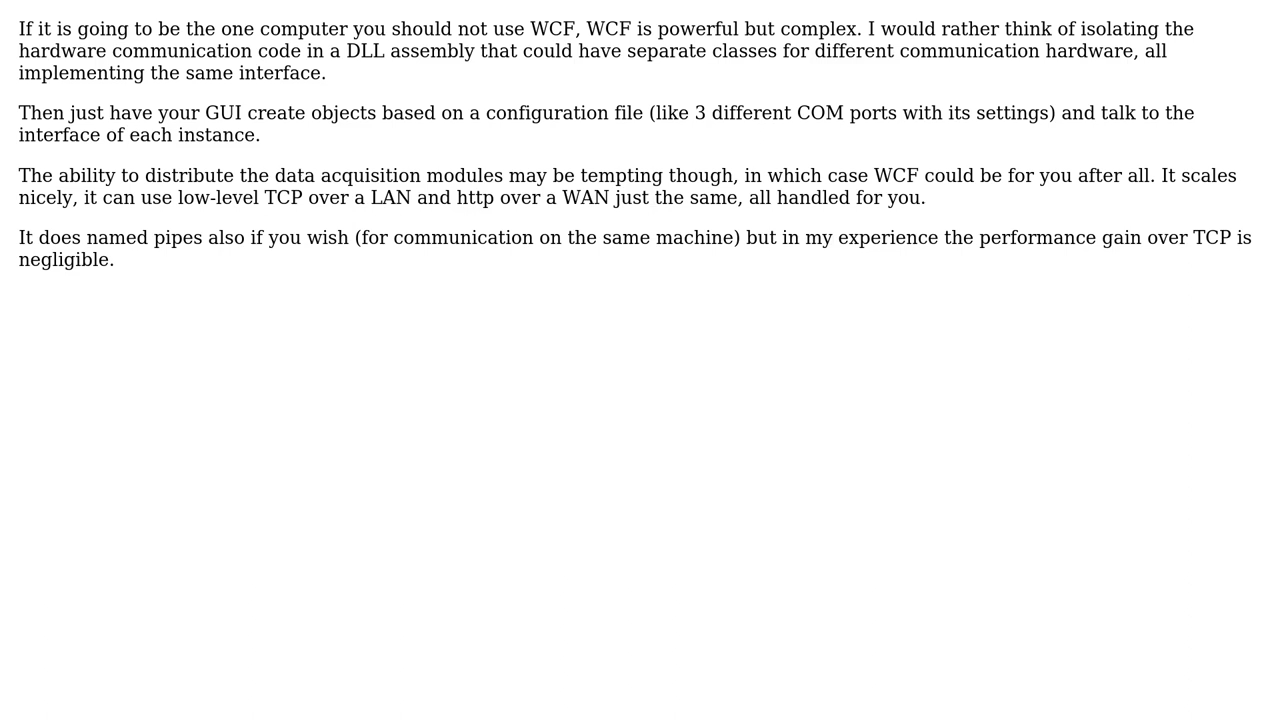 If it is going to be the one computer you should not use WCF, WCF is powerful but complex. I would rather think of isolating the
hardware communication code in a DLL assembly that could have separate classes for different communication hardware, all
implementing the same interface.
Then just have your GUI create objects based on a configuration file (like 3 different COM ports with its settings) and talk to the
interface of each instance.
The ability to distribute the data acquisition modules may be tempting though, in which case WCF could be for you after all. It scales
nicely, it can use low-level TCP over a LAN and http over a WAN just the same, all handled for you.
It does named pipes also if you wish (for communication on the same machine) but in my experience the performance gain over TCP is
negligible.